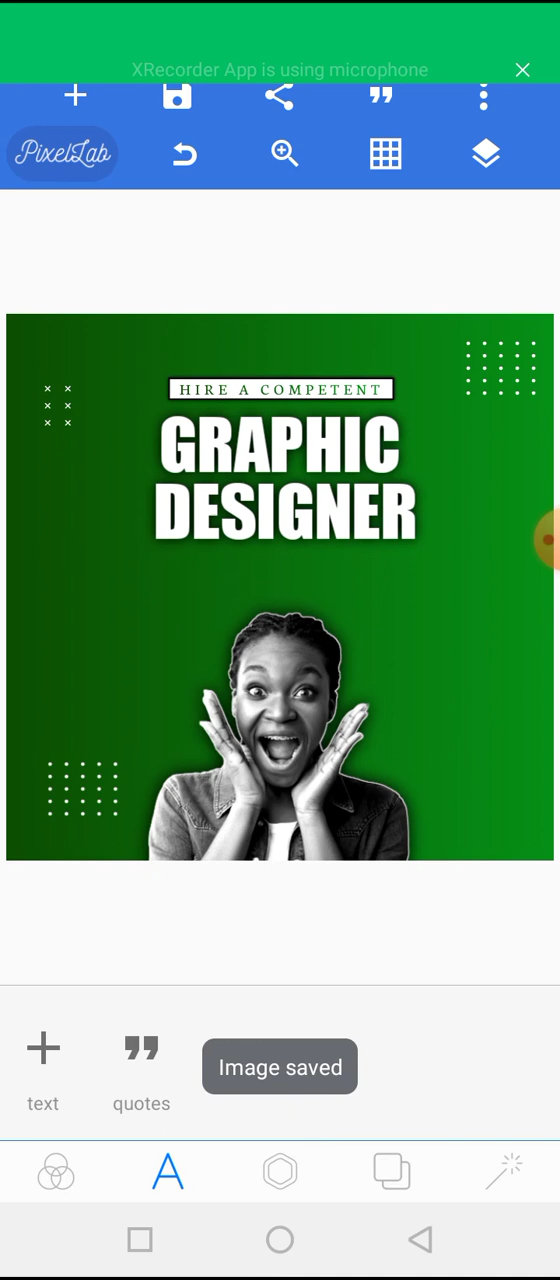 XRecorder App is using microphone
PixelLab
HIRE A COMPETENT
GRAPHIC
DESIGNER
Image saved
text
quotes